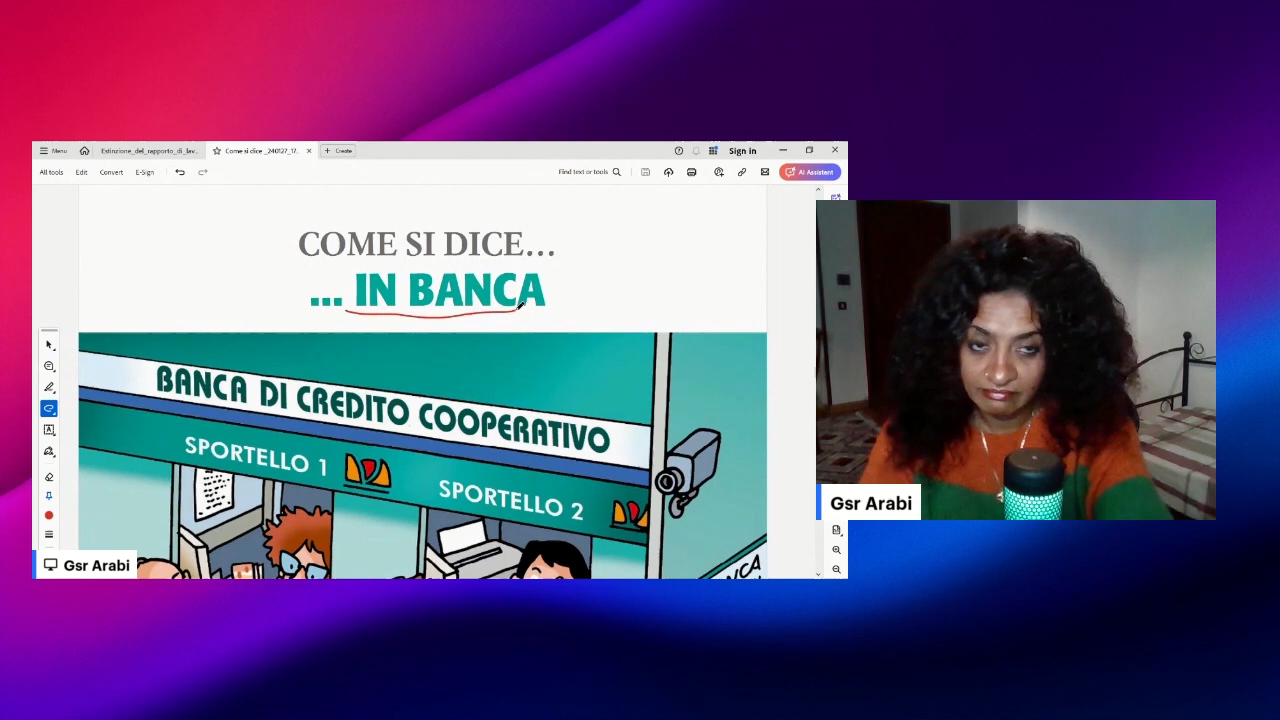 Menu
Estinzione_del_rapporto_di_lav...
Come si dice _240127_17...
Create
Sign in
All tools
Edit
Convert
E-Sign
Find text or tools
AI Assistant
COME SI DICE...
... IN BANCA
BANCA DI CREDITO COOPERATIVO
SPORTELLO 1
SPORTELLO 2
Gsr Arabi
Gsr Arabi